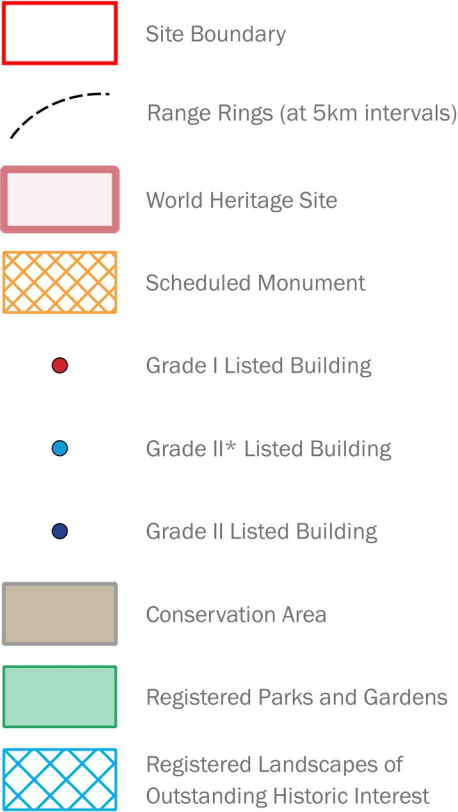 Site Boundary
Range Rings (at 5km intervals)
World Heritage Site
Scheduled Monument
Grade I Listed Building
Grade II* Listed Building
Grade II Listed Building
Conservation Area
Registered Parks and Gardens
Registered Landscapes of
Outstanding Historic Interest